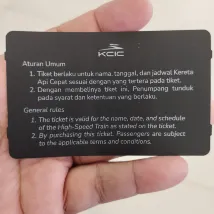 KCIC
Aturan Umum
1. Tiket berlaku untuk nama, tanggal, dan jadwal Kereta
Api Cepat sesuai dengan yang tertera pada tiket.
2. Dengan membelinya tiket ini, Penumpang tunduk
pada syarat dan ketentuan yang berlaku.
General rules
1. The ticket is valid for the name, date, and schedule
of the High-Speed Train as stated on the ticket.
2. By purchasing this ticket, Passengers are subject to
the applicable terms and conditions.